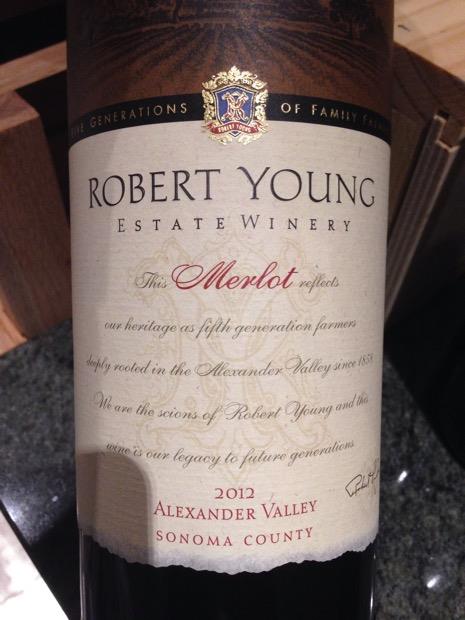 GENERATIONS OF FAMILY
ROBERT YOUNG
ROBERT YOUNG
ESTATE WINERY
This Merlot reflects
our heritage as fifth generation farmers
deeply rooted in the Alexander Valley since 1858.
We are the scions of Robert Young and this
wine is our legacy to future generations
2012
ALEXANDER VALLEY
SONOMA COUNTY